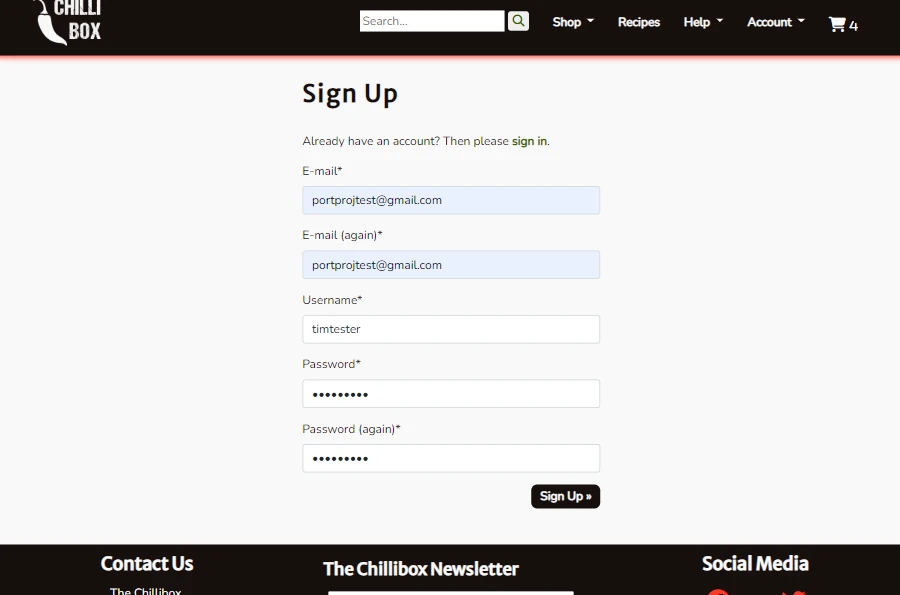 CHILLI
BOX
Search...
Shop
Recipes
Help
Account
4
Sign Up
Already have an account? Then please sign in.
E-mail*
portprojtest@gmail.com
E-mail (again)*
portprojtest@gmail.com
Username*
timtester
Password*
•••••••••
Password (again)*
•••••••••
Sign Up »
Contact Us
The Chillibox Newsletter
Social Media
The Chillibox